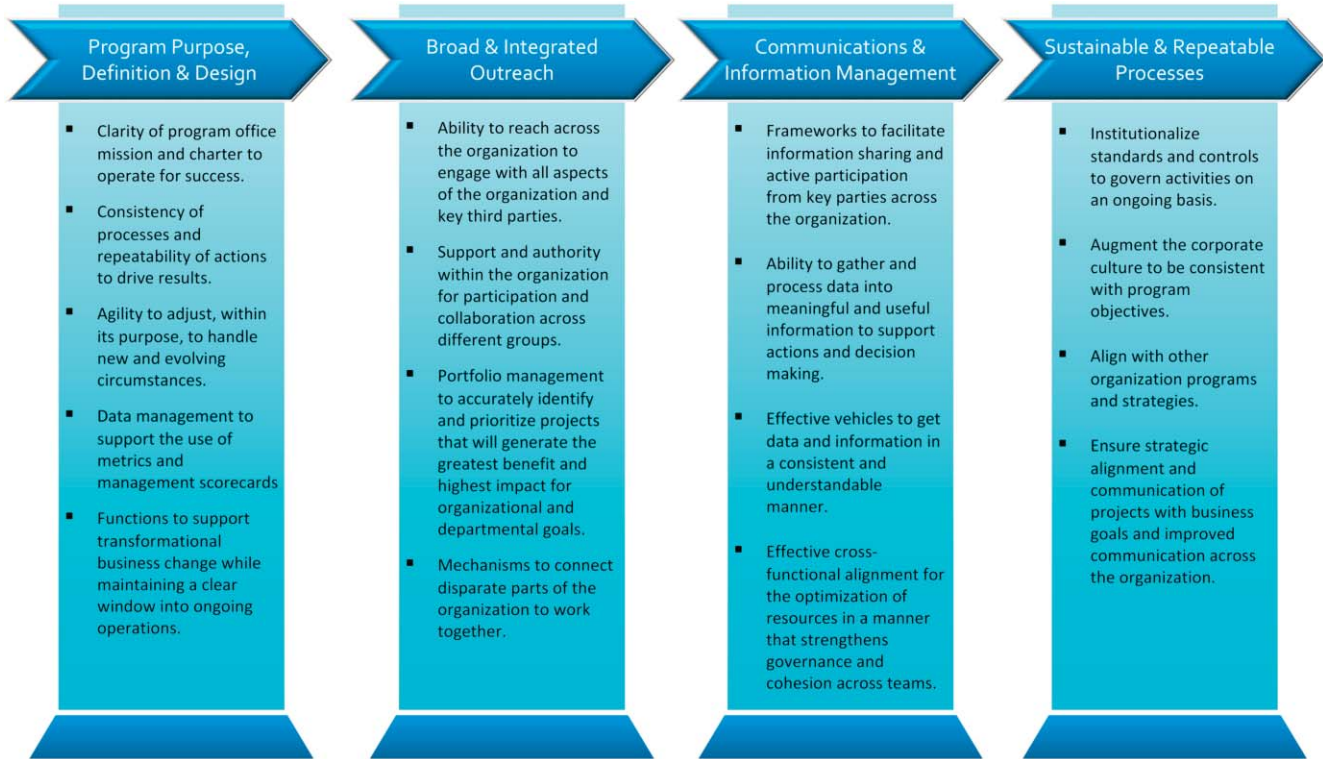 Program Purpose,
Definition & Design
▪ Clarity of program office
mission and charter to
operate for success.
▪ Consistency of
processes and
repeatability of actions
to drive results.
▪ Agility to adjust, within
its purpose, to handle
new and evolving
circumstances.
▪ Data management to
support the use of
metrics and
management scorecards
▪ Functions to support
transformational
business change while
maintaining a clear
window into ongoing
operations.
Broad & Integrated
Outreach
▪ Ability to reach across
the organization to
engage with all aspects
of the organization and
key third parties.
▪ Support and authority
within the organization
for participation and
collaboration across
different groups.
▪ Portfolio management
to accurately identify
and prioritize projects
that will generate the
greatest benefit and
highest impact for
organizational and
departmental goals.
▪ Mechanisms to connect
disparate parts of the
organization to work
together.
Communications &
Information Management
▪ Frameworks to facilitate
information sharing and
active participation
from key parties across
the organization.
▪ Ability to gather and
process data into
meaningful and useful
information to support
actions and decision
making.
▪ Effective vehicles to get
data and information in
a consistent and
understandable
manner.
▪ Effective cross-
functional alignment for
the optimization of
resources in a manner
that strengthens
governance and
cohesion across teams.
Sustainable & Repeatable
Processes
▪ Institutionalize
standards and controls
to govern activities on
an ongoing basis.
▪ Augment the corporate
culture to be consistent
with program
objectives.
▪ Align with other
organization programs
and strategies.
▪ Ensure strategic
alignment and
communication of
projects with business
goals and improved
communication across
the organization.